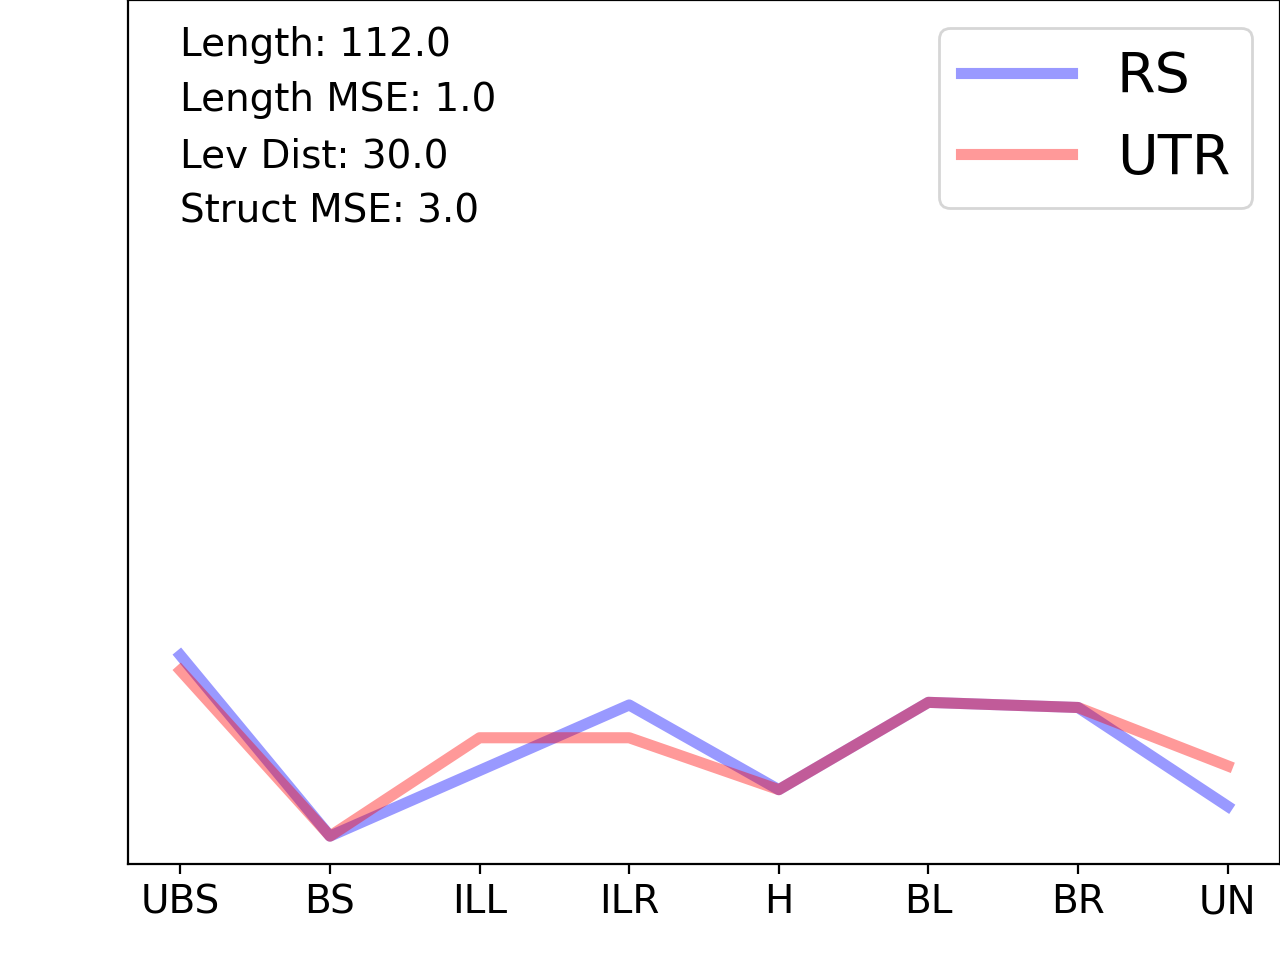 Length: 112.0
Length MSE: 1.0
Lev Dist: 30.0
Struct MSE: 3.0
RS
UTR
UBS BS ILL ILR H BL BR UN